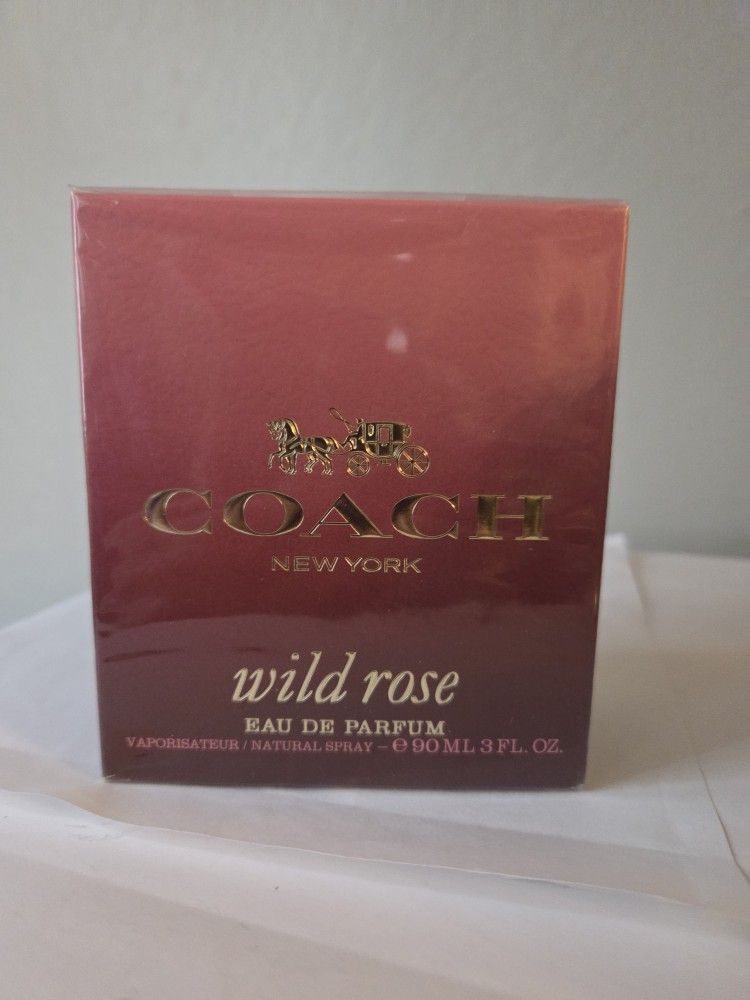 COACH
NEW YORK
wild rose
EAU DE PARFUM
VAPORISATEUR / NATURAL SPRAY – ℮ 90 ML 3 FL. OZ.